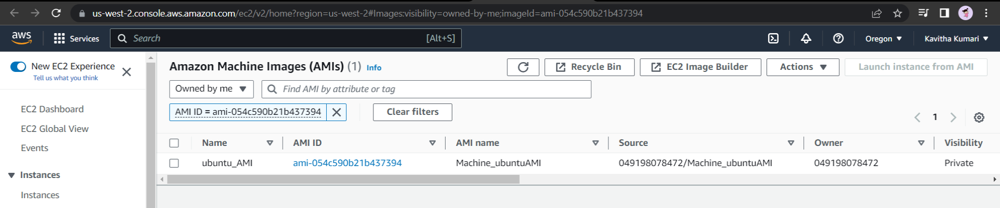 us-west-2.console.aws.amazon.com/ec2/v2/home?region=us-west-2#Images:visibility=owned-by-me;imageId=ami-054c590b21b437394
aws Services Search [Alt+S] Oregon Kavitha Kumari
New EC2 Experience
Tell us what you think
EC2 Dashboard
EC2 Global View
Events
Instances
Instances
Amazon Machine Images (AMIs) (1) Info Recycle Bin EC2 Image Builder Actions Launch instance from AMI
Owned by me Find AMI by attribute or tag
AMI ID = ami-054c590b21b437394 Clear filters
1
Name AMI ID AMI name Source Owner Visibility
ubuntu_AMI ami-054c590b21b437394 Machine_ubuntuAMI 049198078472/Machine_ubuntuAMI 049198078472 Private